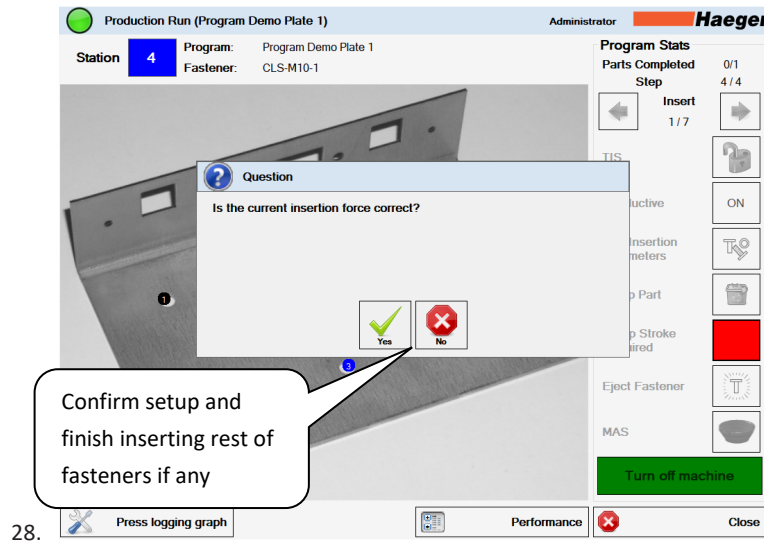 Production Run (Program Demo Plate 1)
Administrator
Haeger
Station
4
Program:
Program Demo Plate 1
Fastener:
CLS-M10-1
Program Stats
Parts Completed
0/1
Step
4 / 4
Insert
1 / 7
TIS
Question
Is the current insertion force correct?
Yes
No
ON
Insertion
Part
Stroke
Eject Fastener
T
MAS
1
3
Confirm setup and
finish inserting rest of
fasteners if any
Turn off machine
Press logging graph
Performance
Close
28.